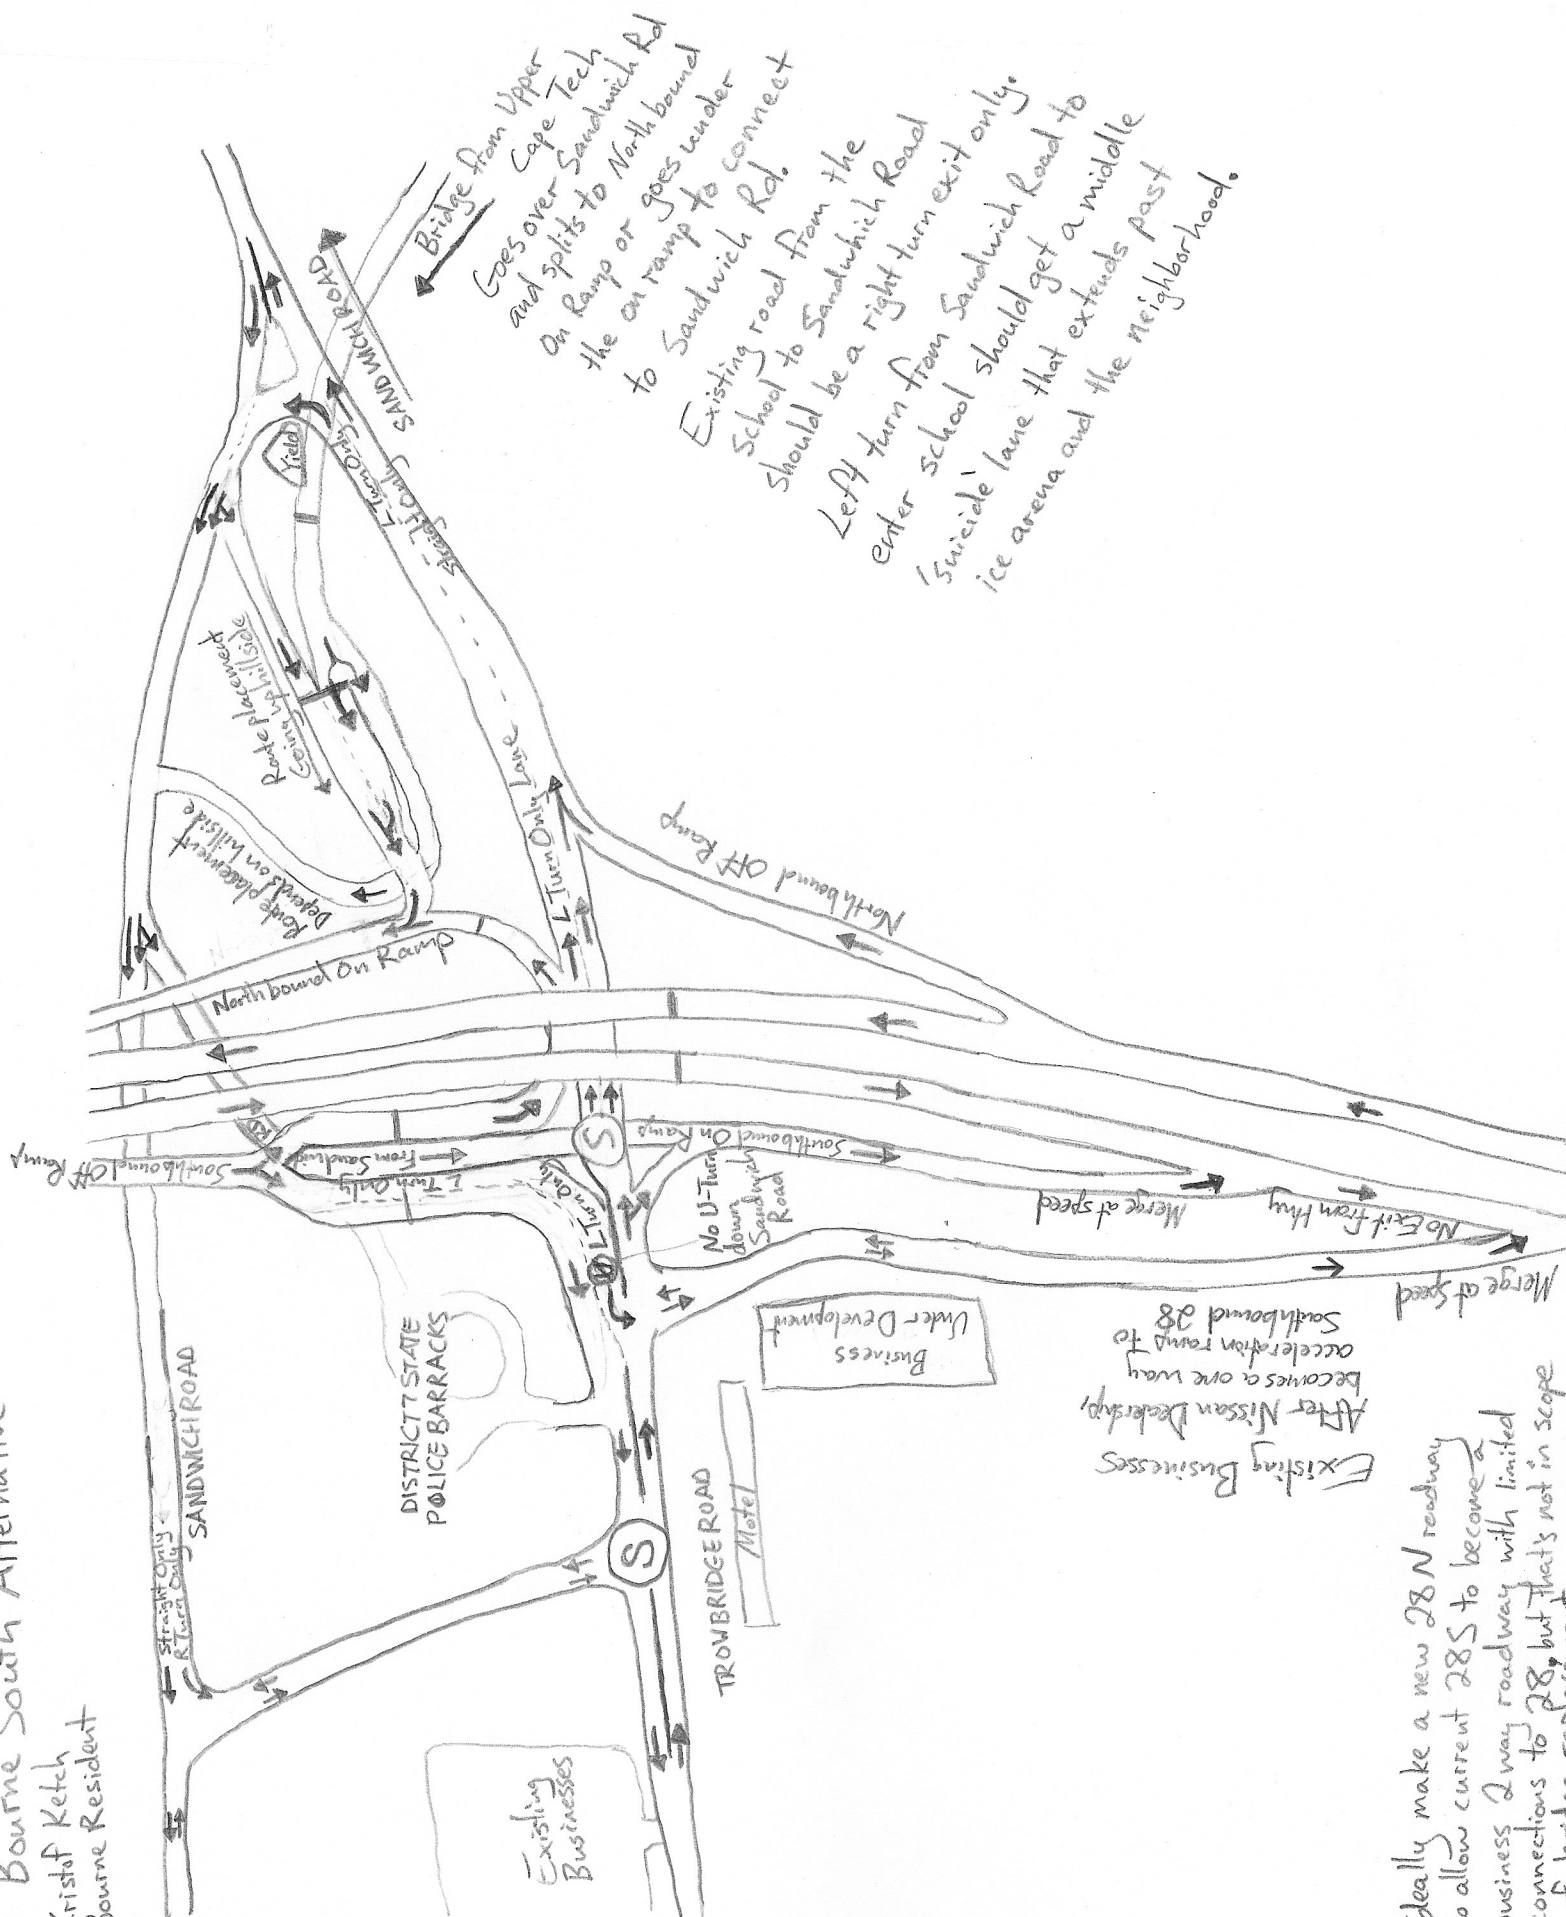 Bourne South Alternative
Kristof Ketch
Bourne Resident
Bridge from Upper
Cape Tech
Goes over Sandwich Rd
and splits to Northbound
On Ramp or goes under
the on ramp to connect
to Sandwich Rd.
Existing road from the
School to Sandwhich Road
should be a right turn exit only.
Left turn from Sandwich Road to
enter school should get a middle
'suicide' lane that extends past
ice arena and the neighborhood.
SANDWICH ROAD
SANDWICH ROAD
Yield
L Turn Only
Straight Only
Route placement
Going up hillside
Route placement
Depends on hillside
L Turn Only Lane
Northbound Off Ramp
Northbound On Ramp
RD
From Sandwich
Southbound Off Ramp
L Turn Only
L Turn Only
S
Southbound On Ramp
No U-Turn
down
Sandwich
Road
Merge at speed
No Exit From Hwy
Merge at Speed
Business
Under Development
Existing Businesses
After Nissan Dealership,
becomes a one way
acceleration ramp to
Southbound 28
SANDWICH ROAD
Straight Only
R Turn Only
DISTRICT 7 STATE
POLICE BARRACKS
S
TROWBRIDGE ROAD
Motel
Existing
Businesses
deally make a new 28 N roadway
o allow current 28S to become a
usiness 2 way roadway with limited
onnections to 28, but that's not in scope